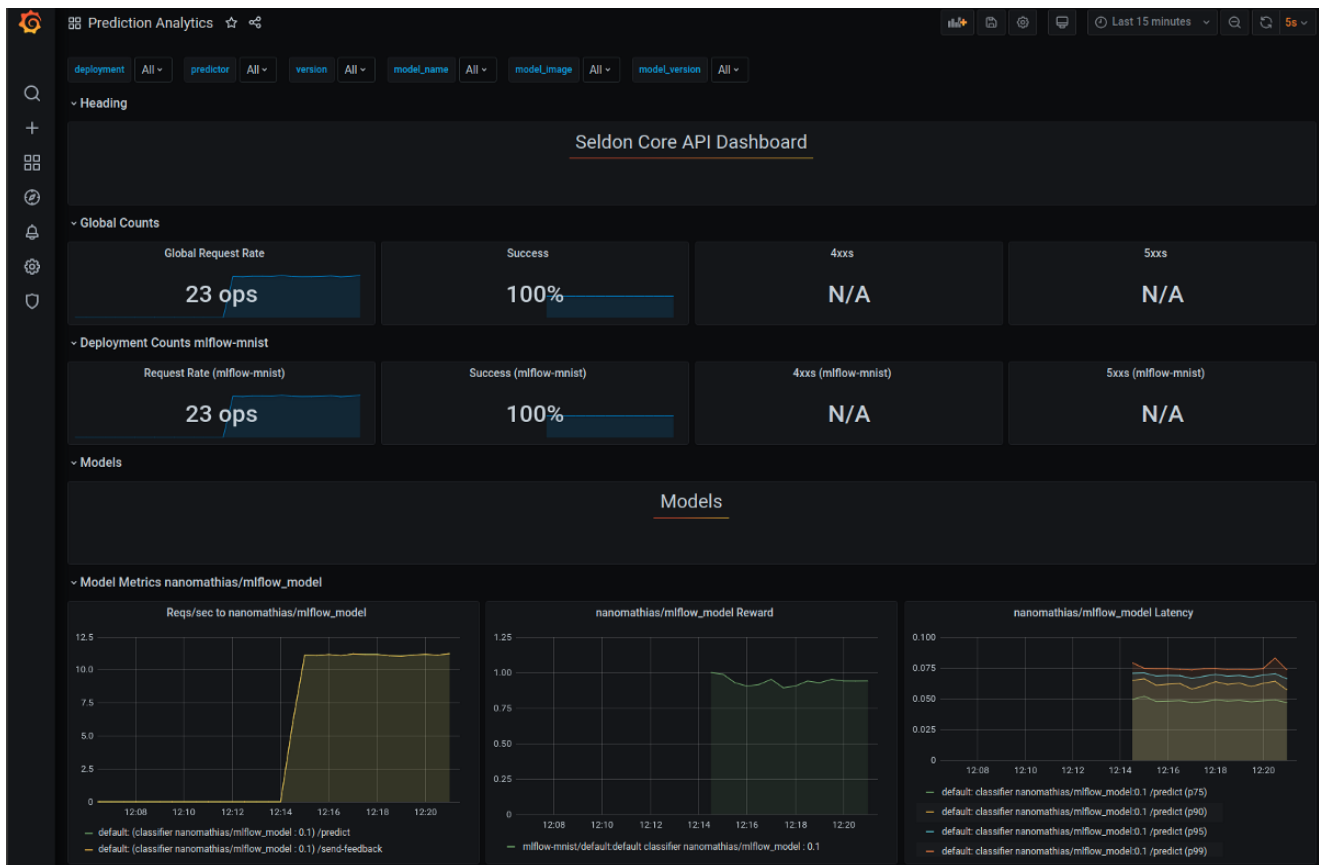 Prediction Analytics
Last 15 minutes
5s
deployment All predictor All version All model_name All model_image All model_version All
Heading
Seldon Core API Dashboard
Global Counts
Global Request Rate Success 4xxs 5xxs
23 ops 100% N/A N/A
Deployment Counts mlflow-mnist
Request Rate (mlflow-mnist) Success (mlflow-mnist) 4xxs (mlflow-mnist) 5xxs (mlflow-mnist)
23 ops 100% N/A N/A
Models
Models
Model Metrics nanomathias/mlflow_model
Reqs/sec to nanomathias/mlflow_model
12.5
10.0
7.5
5.0
2.5
0
12:08 12:10 12:12 12:14 12:16 12:18 12:20
default: (classifier nanomathias/mlflow_model : 0.1) /predict
default: (classifier nanomathias/mlflow_model : 0.1) /send-feedback
nanomathias/mlflow_model Reward
1.25
1.00
0.75
0.50
0.25
0
12:08 12:10 12:12 12:14 12:16 12:18 12:20
mlflow-mnist/default:default classifier nanomathias/mlflow_model : 0.1
nanomathias/mlflow_model Latency
0.100
0.075
0.050
0.025
0
12:08 12:10 12:12 12:14 12:16 12:18 12:20
default: classifier nanomathias/mlflow_model:0.1 /predict (p75)
default: classifier nanomathias/mlflow_model:0.1 /predict (p90)
default: classifier nanomathias/mlflow_model:0.1 /predict (p95)
default: classifier nanomathias/mlflow_model:0.1 /predict (p99)